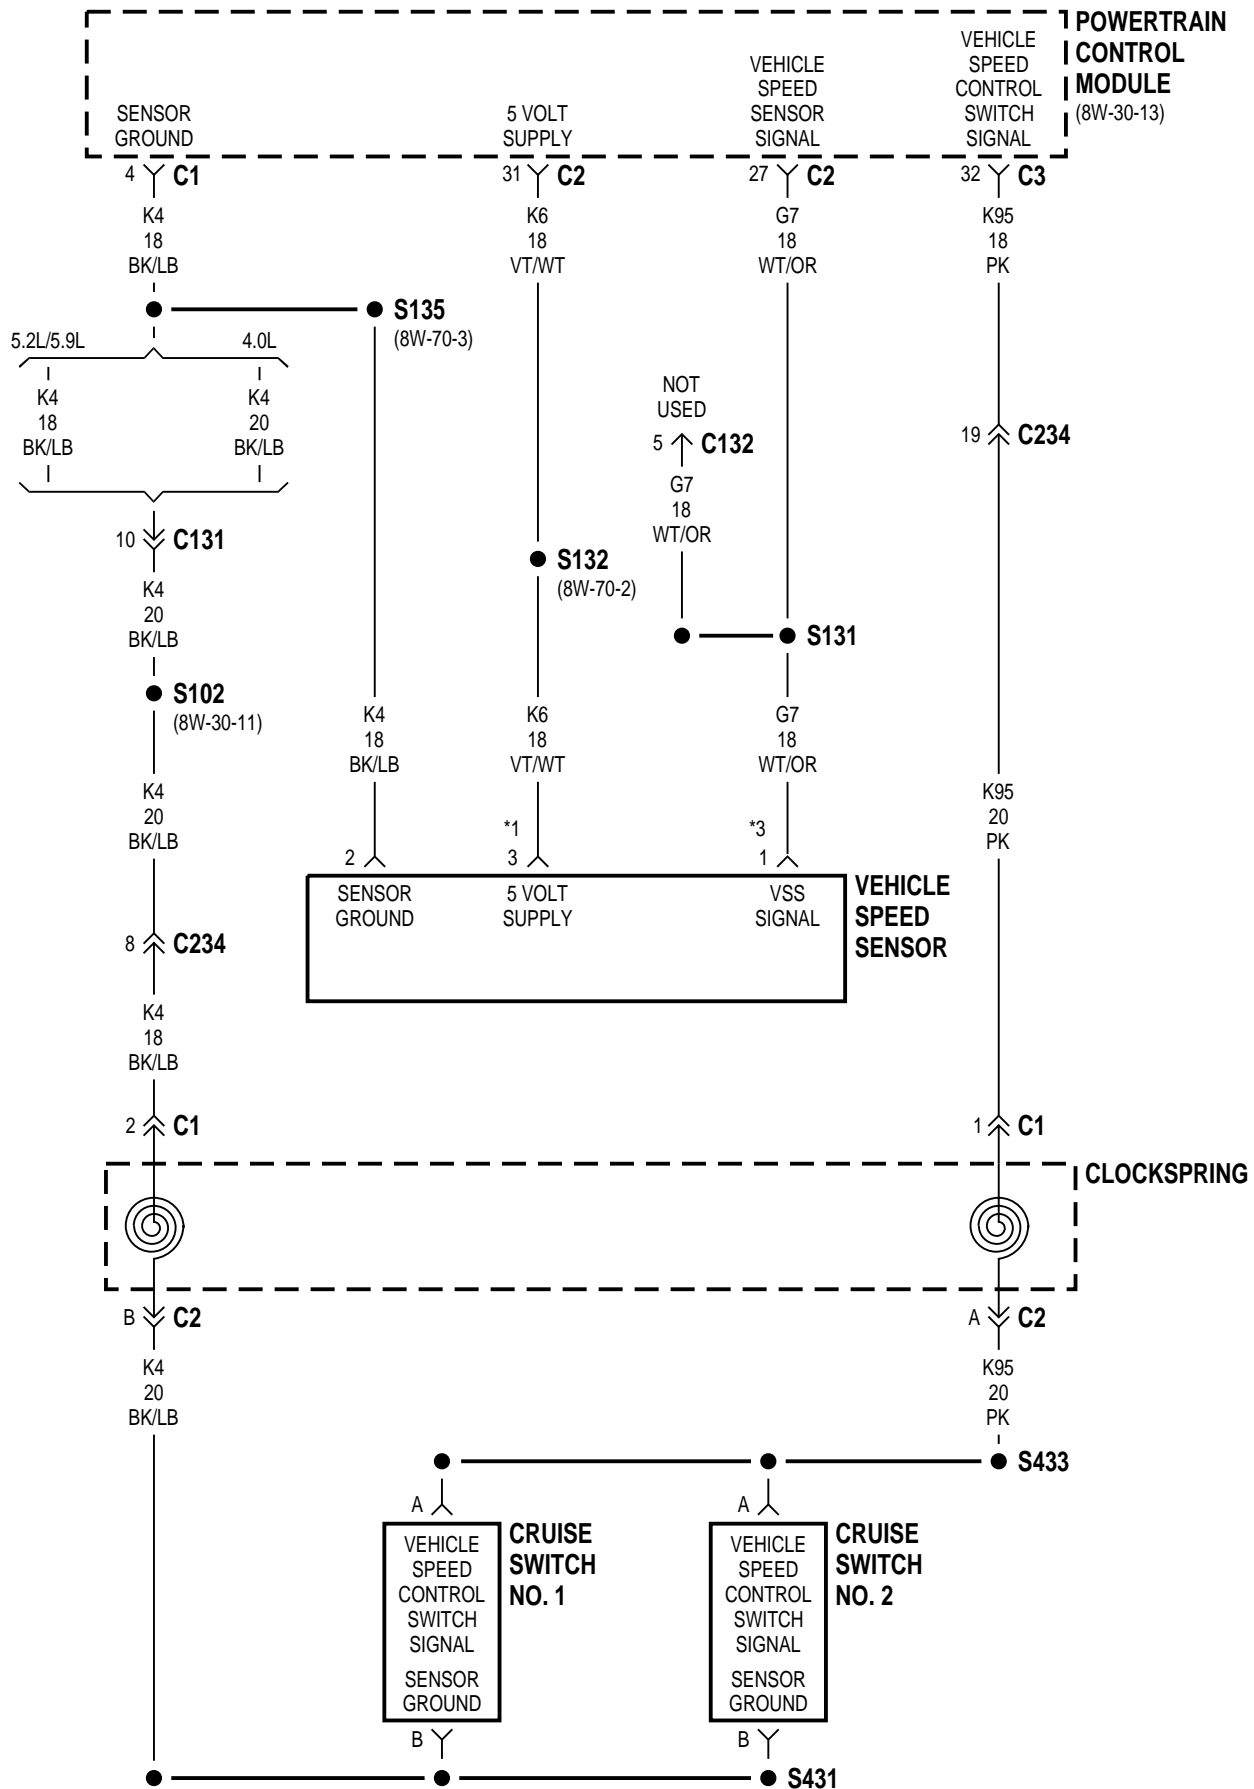 POWERTRAIN
CONTROL
MODULE
(8W-30-13)
SENSOR
GROUND
5 VOLT
SUPPLY
VEHICLE
SPEED
SENSOR
SIGNAL
VEHICLE
SPEED
CONTROL
SWITCH
SIGNAL
4 C1
31 C2
27 C2
32 C3
K4
18
BK/LB
K6
18
VT/WT
G7
18
WT/OR
K95
18
PK
S135
(8W-70-3)
5.2L/5.9L
4.0L
K4
18
BK/LB
K4
20
BK/LB
NOT
USED
5 C132
G7
18
WT/OR
19 C234
10 C131
K4
20
BK/LB
S132
(8W-70-2)
S131
S102
(8W-30-11)
K4
18
BK/LB
K6
18
VT/WT
G7
18
WT/OR
K4
20
BK/LB
K95
20
PK
*1
*3
2
3
1
SENSOR
GROUND
5 VOLT
SUPPLY
VSS
SIGNAL
VEHICLE
SPEED
SENSOR
8 C234
K4
18
BK/LB
2 C1
1 C1
CLOCKSPRING
B C2
A C2
K4
20
BK/LB
K95
20
PK
S433
A
A
VEHICLE
SPEED
CONTROL
SWITCH
SIGNAL
SENSOR
GROUND
CRUISE
SWITCH
NO. 1
VEHICLE
SPEED
CONTROL
SWITCH
SIGNAL
SENSOR
GROUND
CRUISE
SWITCH
NO. 2
B
B
S431